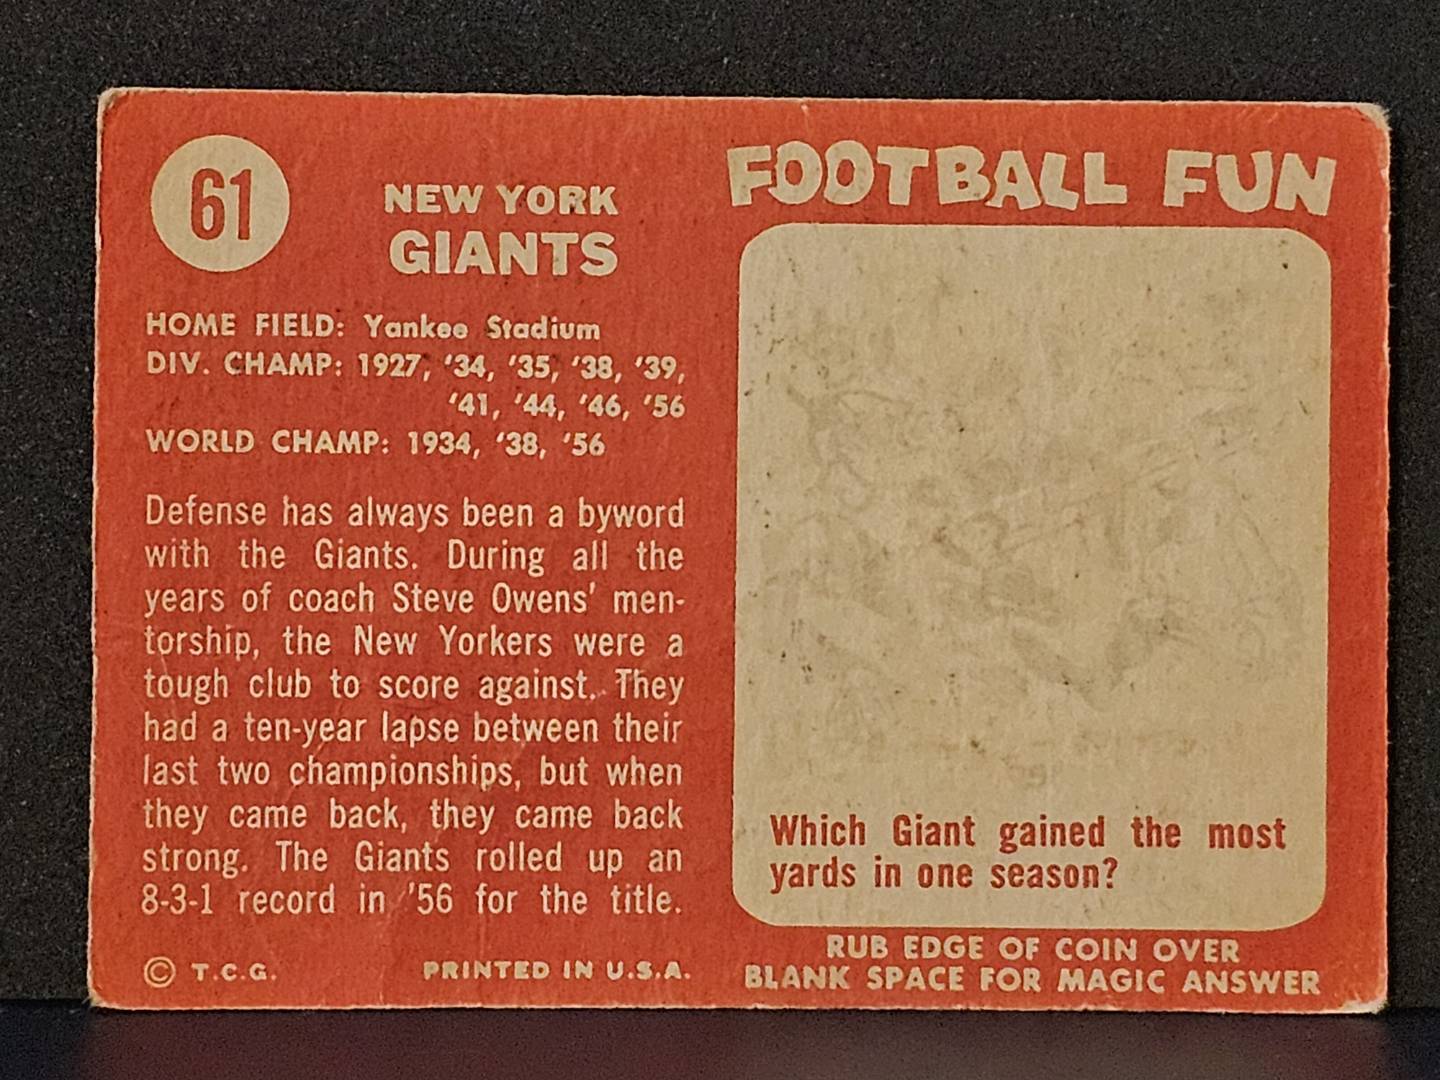 61
NEW YORK
GIANTS
HOME FIELD: Yankee Stadium
DIV. CHAMP: 1927, '34, '35, '38, '39,
'41, '44, '46, '56
WORLD CHAMP: 1934, '38, '56
Defense has always been a byword
with the Giants. During all the
years of coach Steve Owens' men-
torship, the New Yorkers were a
tough club to score against. They
had a ten-year lapse between their
last two championships, but when
they came back, they came back
strong. The Giants rolled up an
8-3-1 record in '56 for the title.
© T.C.G.
PRINTED IN U.S.A.
FOOTBALL FUN
Which Giant gained the most
yards in one season?
RUB EDGE OF COIN OVER
BLANK SPACE FOR MAGIC ANSWER